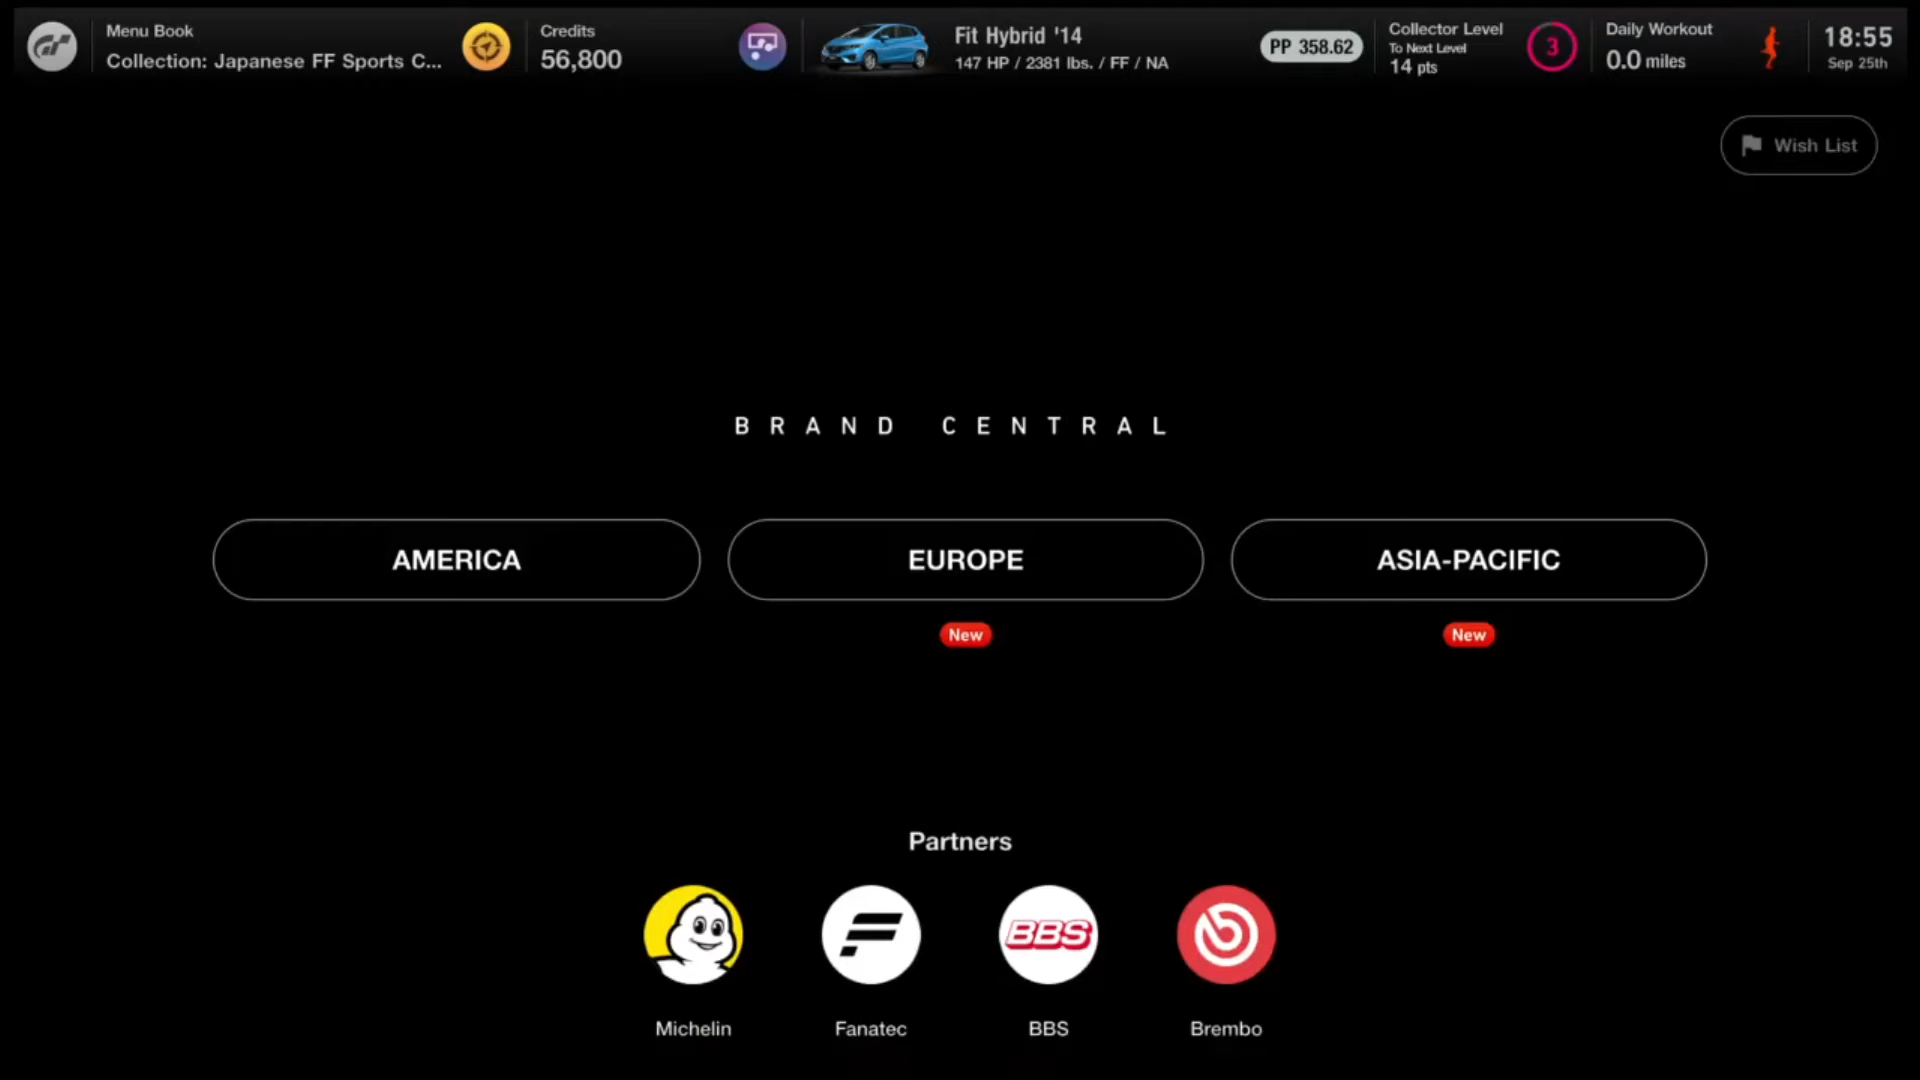 Menu Book
Collection: Japanese FF Sports C...
Credits
56,800
Fit Hybrid '14
147 HP / 2381 lbs. / FF / NA
PP 358.62
Collector Level
To Next Level
14 pts
3
Daily Workout
0.0 miles
18:55
Sep 25th
Wish List
BRAND CENTRAL
AMERICA
EUROPE
ASIA-PACIFIC
New
New
Partners
BBS
Michelin
Fanatec
BBS
Brembo